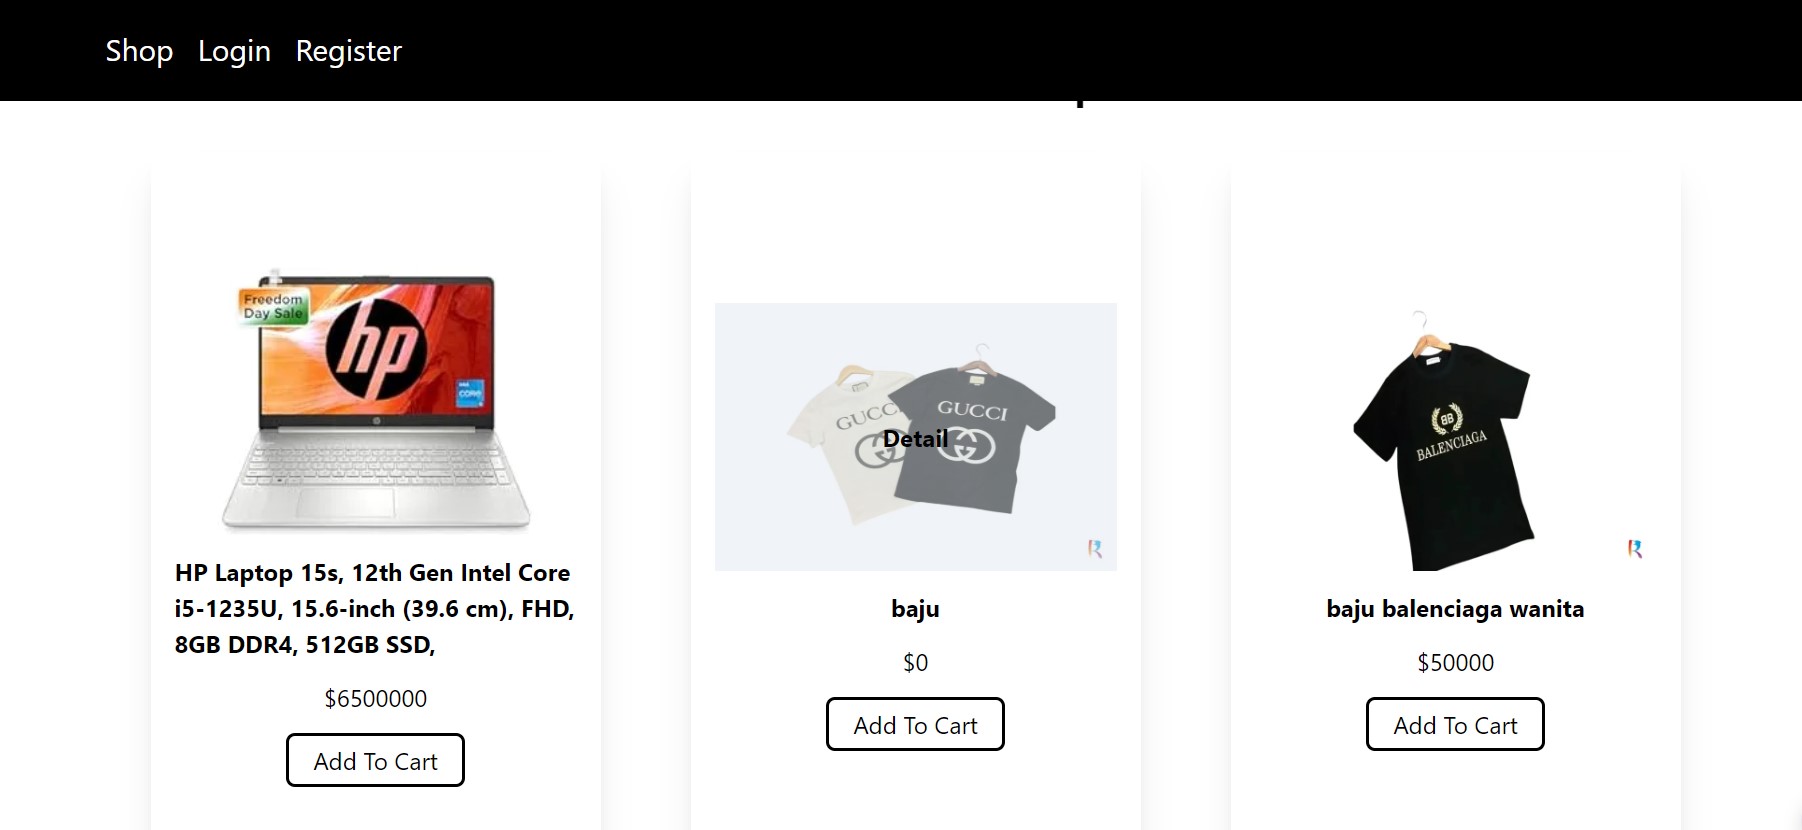 Shop Login Register
Freedom
Day Sale
hp
CORE
GUCCI
GUCCI
Detail
BB
BALENCIAGA
HP Laptop 15s, 12th Gen Intel Core
i5-1235U, 15.6-inch (39.6 cm), FHD,
8GB DDR4, 512GB SSD,
$6500000
Add To Cart
baju
$0
Add To Cart
baju balenciaga wanita
$50000
Add To Cart